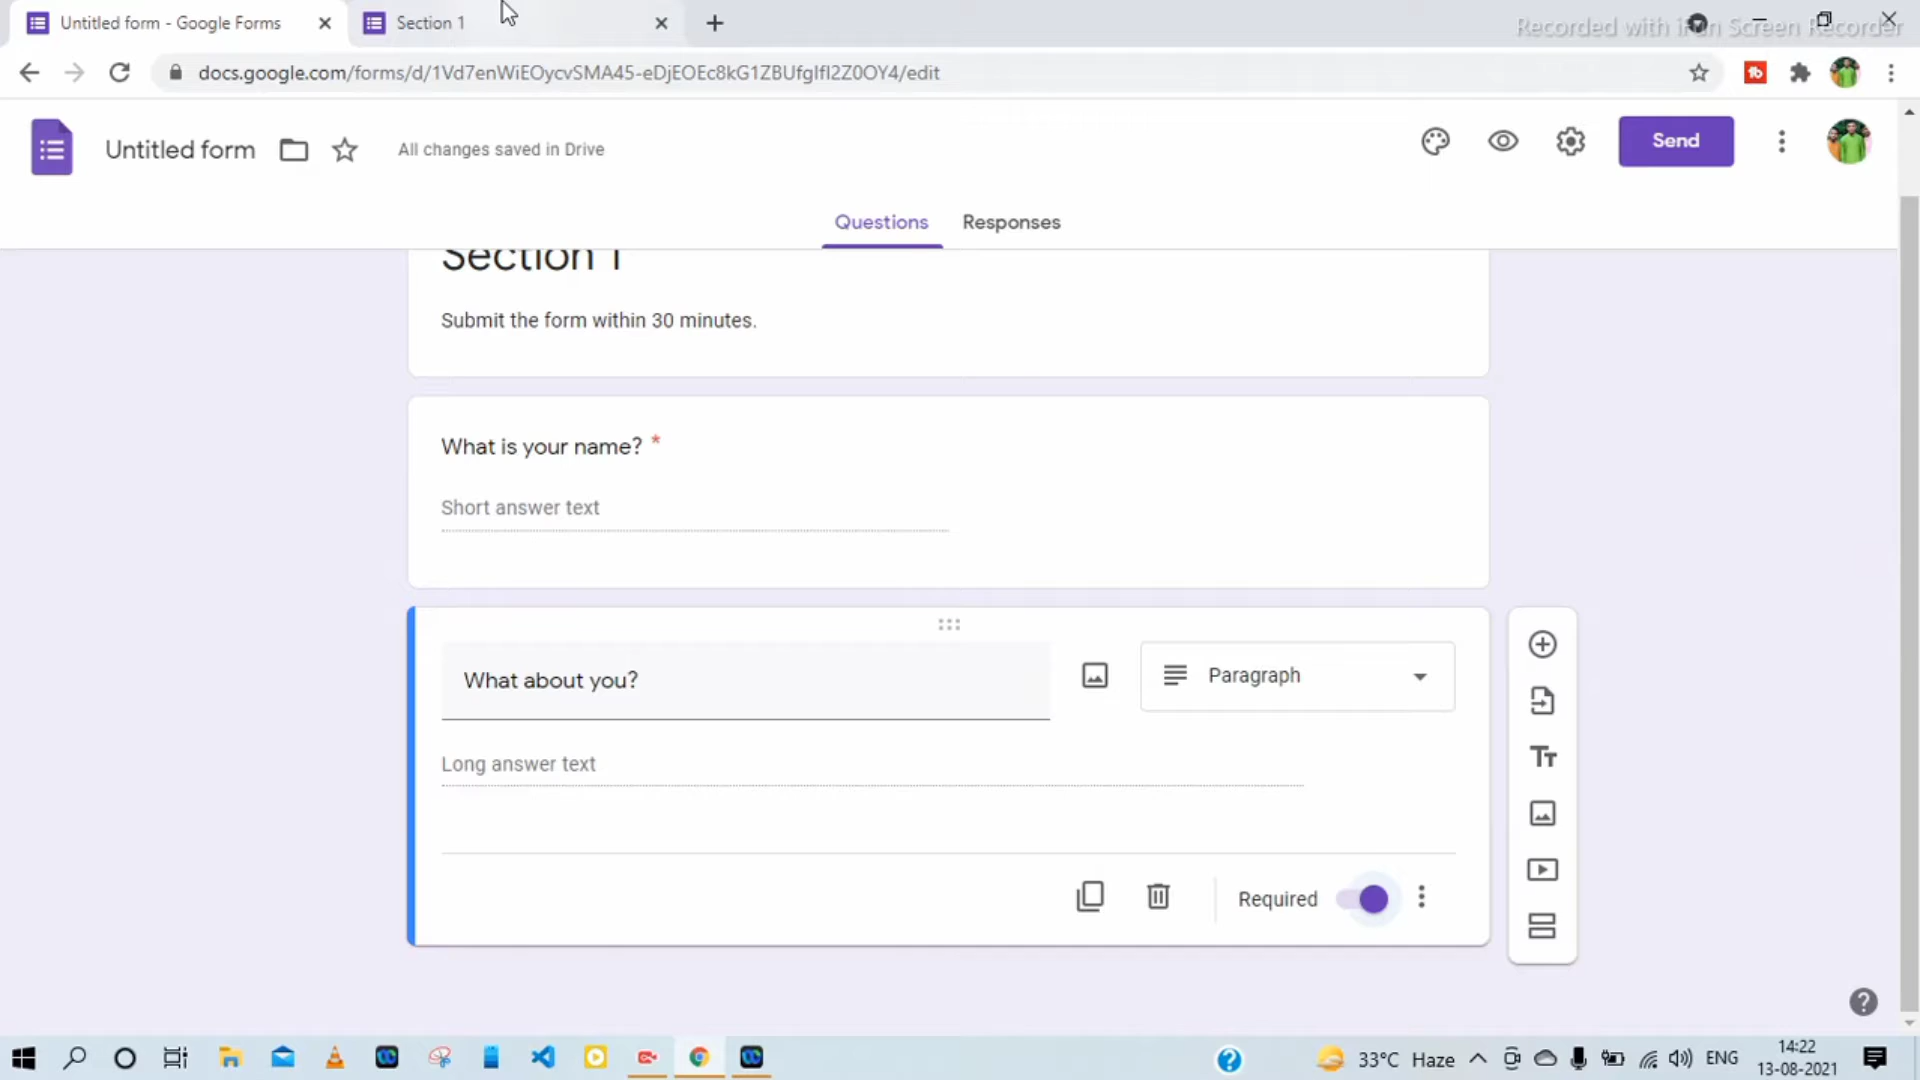 Untitled form - Google Forms
Section 1
Recorded with iFun Screen Recorder
docs.google.com/forms/d/1Vd7enWiEOycvSMA45-eDjEOEc8kG1ZBUfgIfI2Z0OY4/edit
Untitled form
All changes saved in Drive
Send
Questions
Responses
Section 1
Submit the form within 30 minutes.
What is your name? *
Short answer text
What about you?
Paragraph
Long answer text
Required
33°C Haze
ENG
14:22
13-08-2021